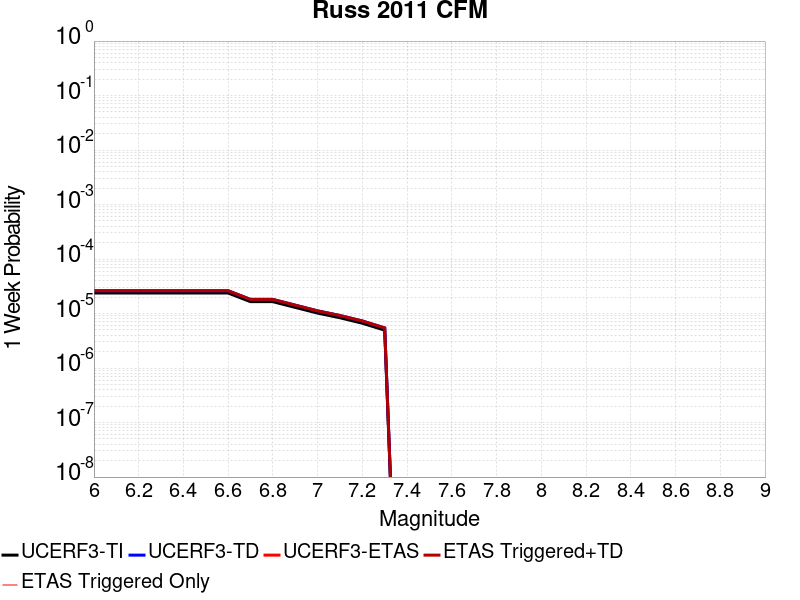 Russ 2011 CFM
1 Week Probability
10^0
10^-1
10^-2
10^-3
10^-4
10^-5
10^-6
10^-7
10^-8
6 6.2 6.4 6.6 6.8 7 7.2 7.4 7.6 7.8 8 8.2 8.4 8.6 8.8 9
Magnitude
UCERF3-TI UCERF3-TD UCERF3-ETAS ETAS Triggered+TD
ETAS Triggered Only